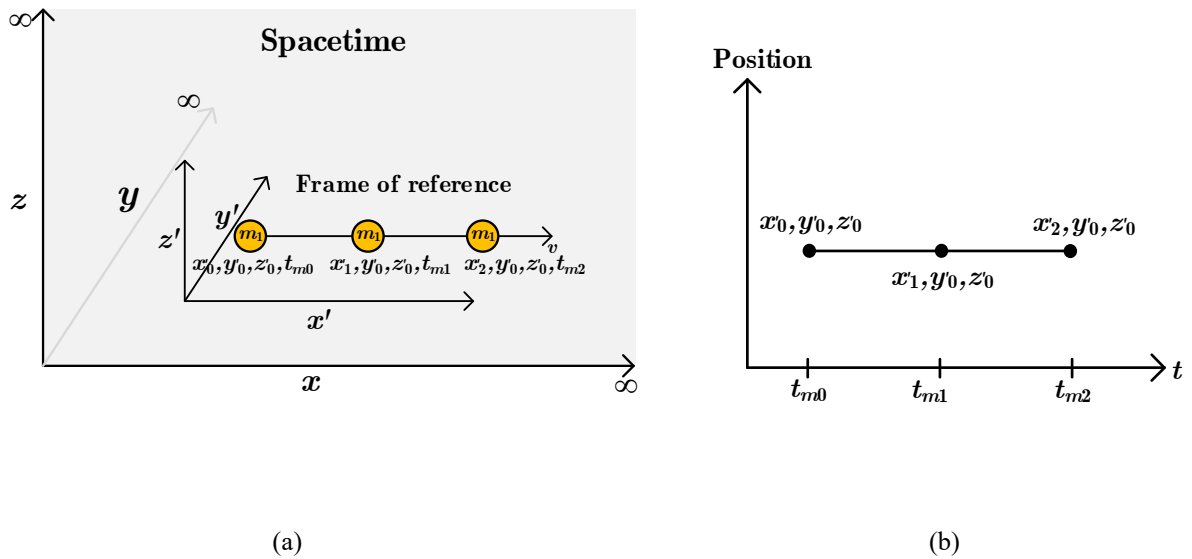 ∞
Spacetime
∞
z
y
Frame of reference
y'
z'
m₁
m₁
m₁
v
x'₀,y'₀,z'₀,tₘ₀
x'₁,y'₀,z'₀,tₘ₁
x'₂,y'₀,z'₀,tₘ₂
x'
x
∞
(a)
Position
x'₀,y'₀,z'₀
x'₂,y'₀,z'₀
x'₁,y'₀,z'₀
t
tₘ₀
tₘ₁
tₘ₂
(b)